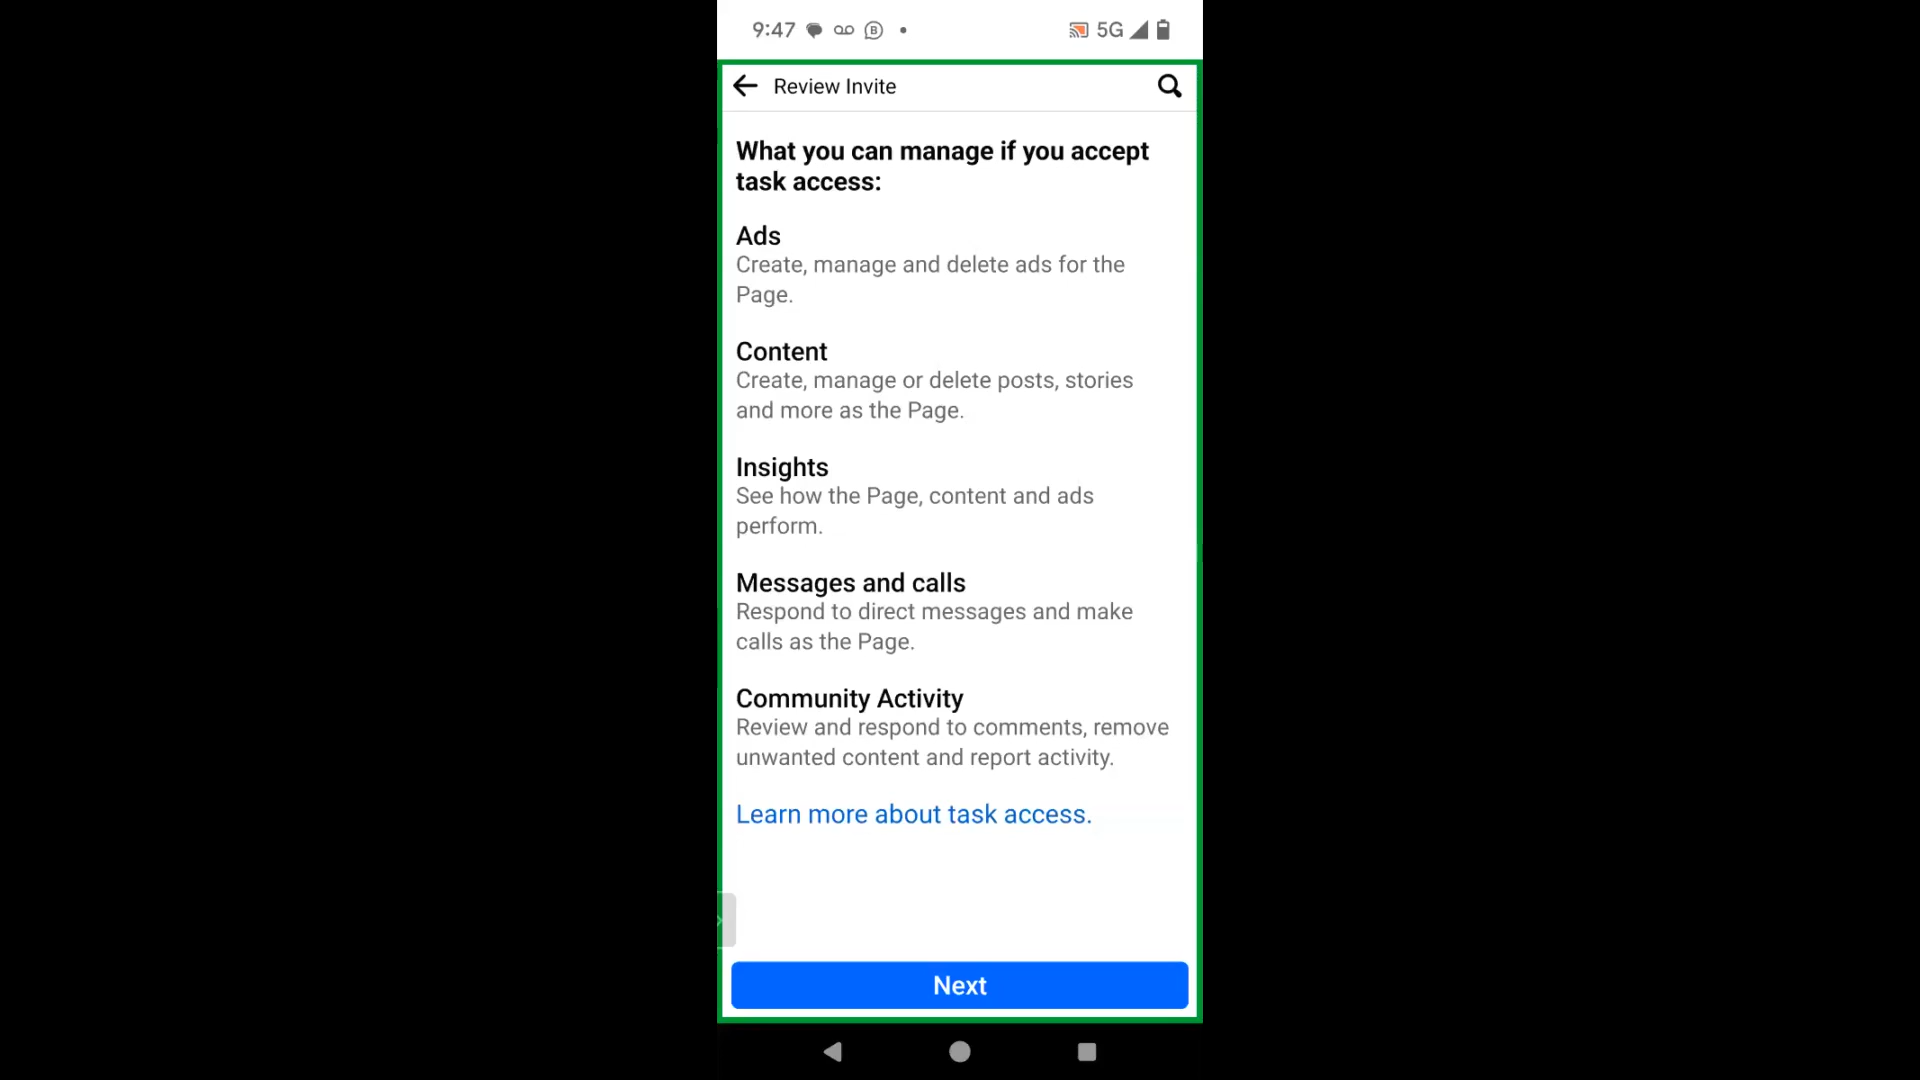 9:47 5G
Review Invite
What you can manage if you accept
task access:
Ads
Create, manage and delete ads for the
Page.
Content
Create, manage or delete posts, stories
and more as the Page.
Insights
See how the Page, content and ads
perform.
Messages and calls
Respond to direct messages and make
calls as the Page.
Community Activity
Review and respond to comments, remove
unwanted content and report activity.
Learn more about task access.
Next